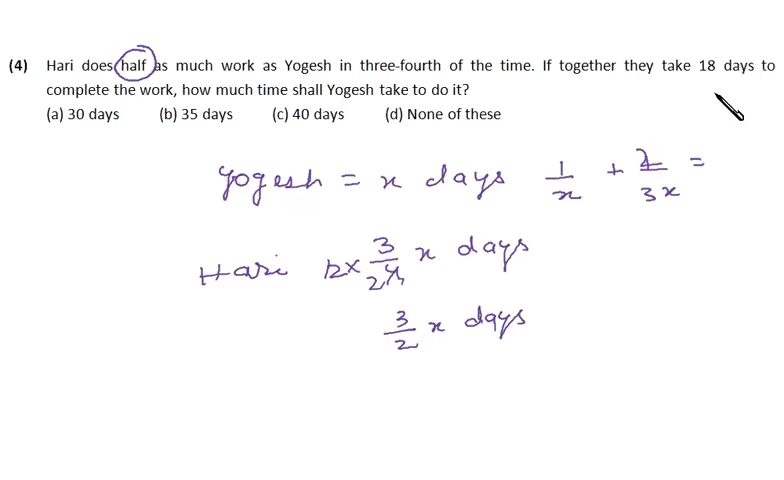 (4) Hari does half as much work as Yogesh in three-fourth of the time. If together they take 18 days to
complete the work, how much time shall Yogesh take to do it?
(a) 30 days (b) 35 days (c) 40 days (d) None of these
Yogesh = x days 1/x + 2/3x =
Hari 2 × 3/4 x days
3/2 x days